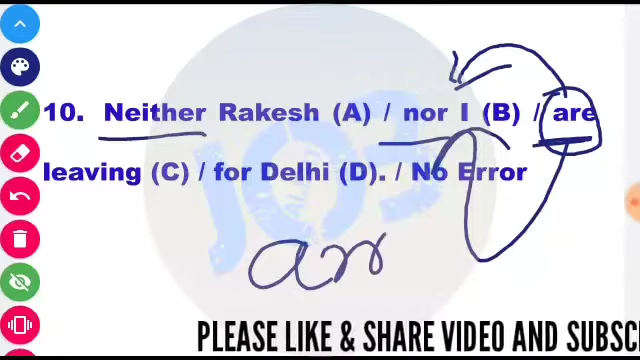 10. Neither Rakesh (A) / nor I (B) / are
leaving (C) / for Delhi (D). / No Error
am
PLEASE LIKE & SHARE VIDEO AND SUBSC